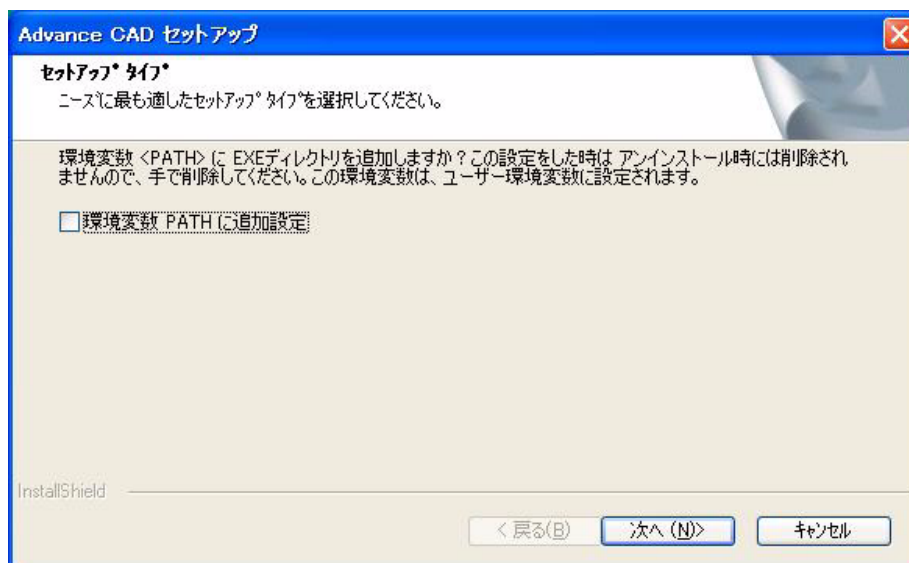 Advance CAD セットアップ
セットアップ タイプ
ニーズに最も適したセットアップ タイプを選択してください。
環境変数 <PATH> に EXEディレクトリを追加しますか？この設定をした時は アンインストール時には削除され
ませんので、手で削除してください。この環境変数は、ユーザー環境変数に設定されます。
環境変数 PATH に追加設定
InstallShield
< 戻る(B) 次へ (N)> キャンセル